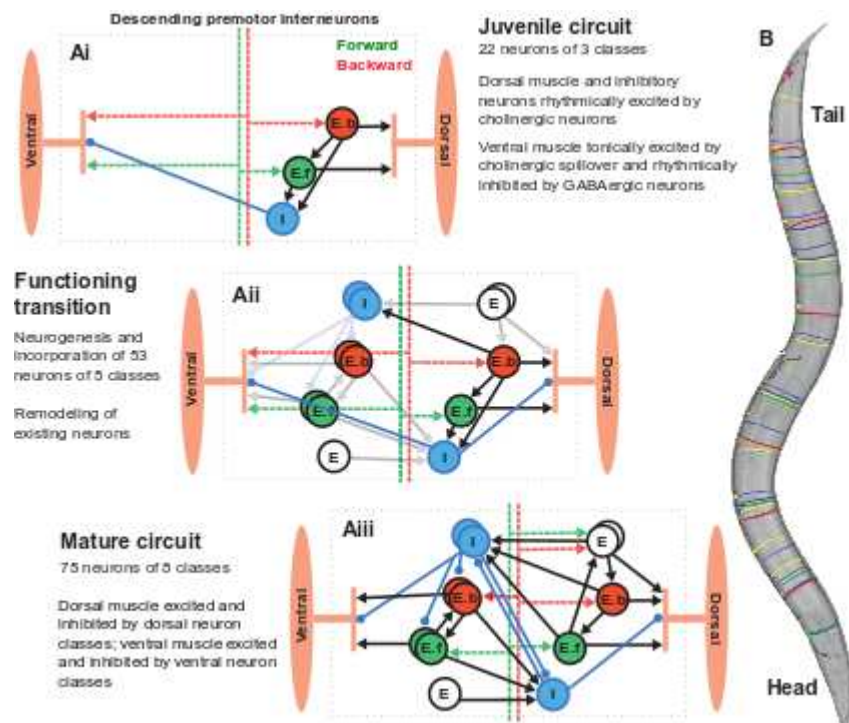 Descending premotor interneurons
Ai
Forward
Backward
Ventral
Dorsal
E.b
E.f
I
Juvenile circuit
22 neurons of 3 classes
Dorsal muscle and inhibitory
neurons rhythmically excited by
cholinergic neurons
Ventral muscle tonically excited by
cholinergic spillover and rhythmically
inhibited by GABAergic neurons
B
Tail
Head
Functioning
transition
Neurogenesis and
incorporation of 53
neurons of 5 classes
Remodeling of
existing neurons
Aii
Ventral
Dorsal
I
E
E.b
E.b
E.f
E.f
E
I
Mature circuit
75 neurons of 8 classes
Dorsal muscle excited and
inhibited by dorsal neuron
classes; ventral muscle excited
and inhibited by ventral neuron
classes
Aiii
Ventral
Dorsal
I
E
E.b
E.b
E.f
E.f
E
I